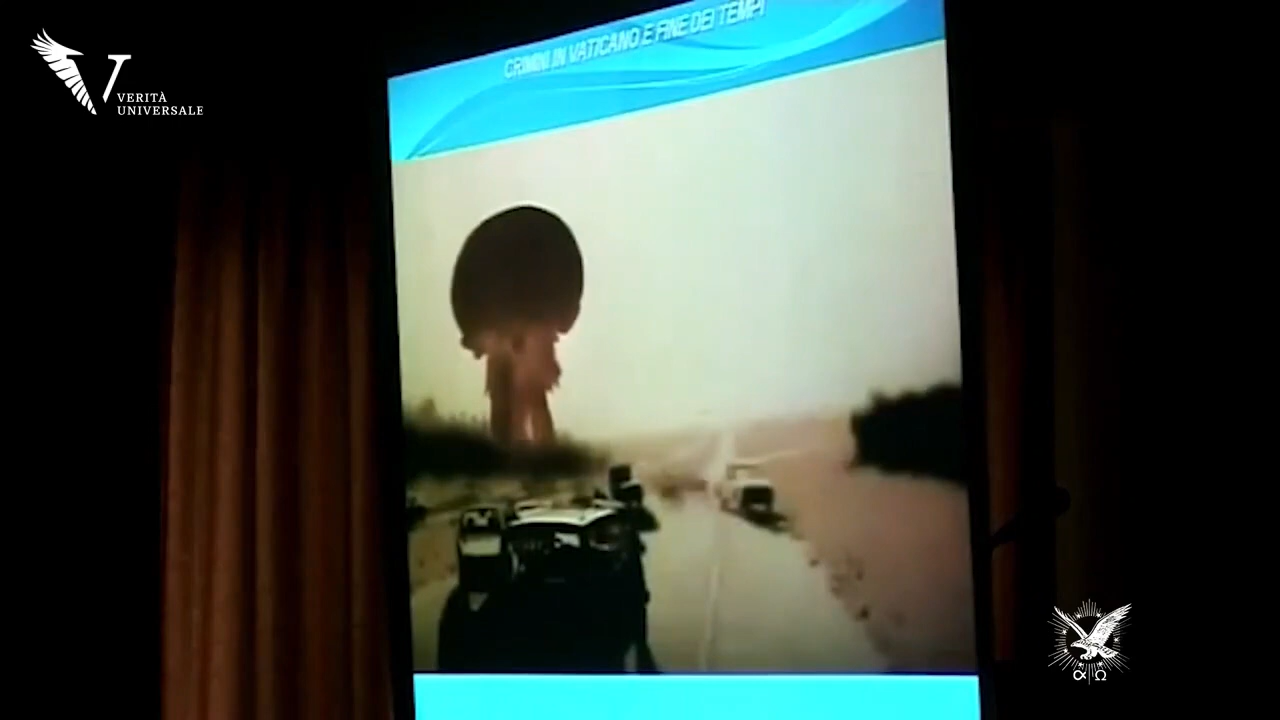 CRIMINI IN VATICANO E FINE DEI TEMPI
VERITÀ
UNIVERSALE
α Ω